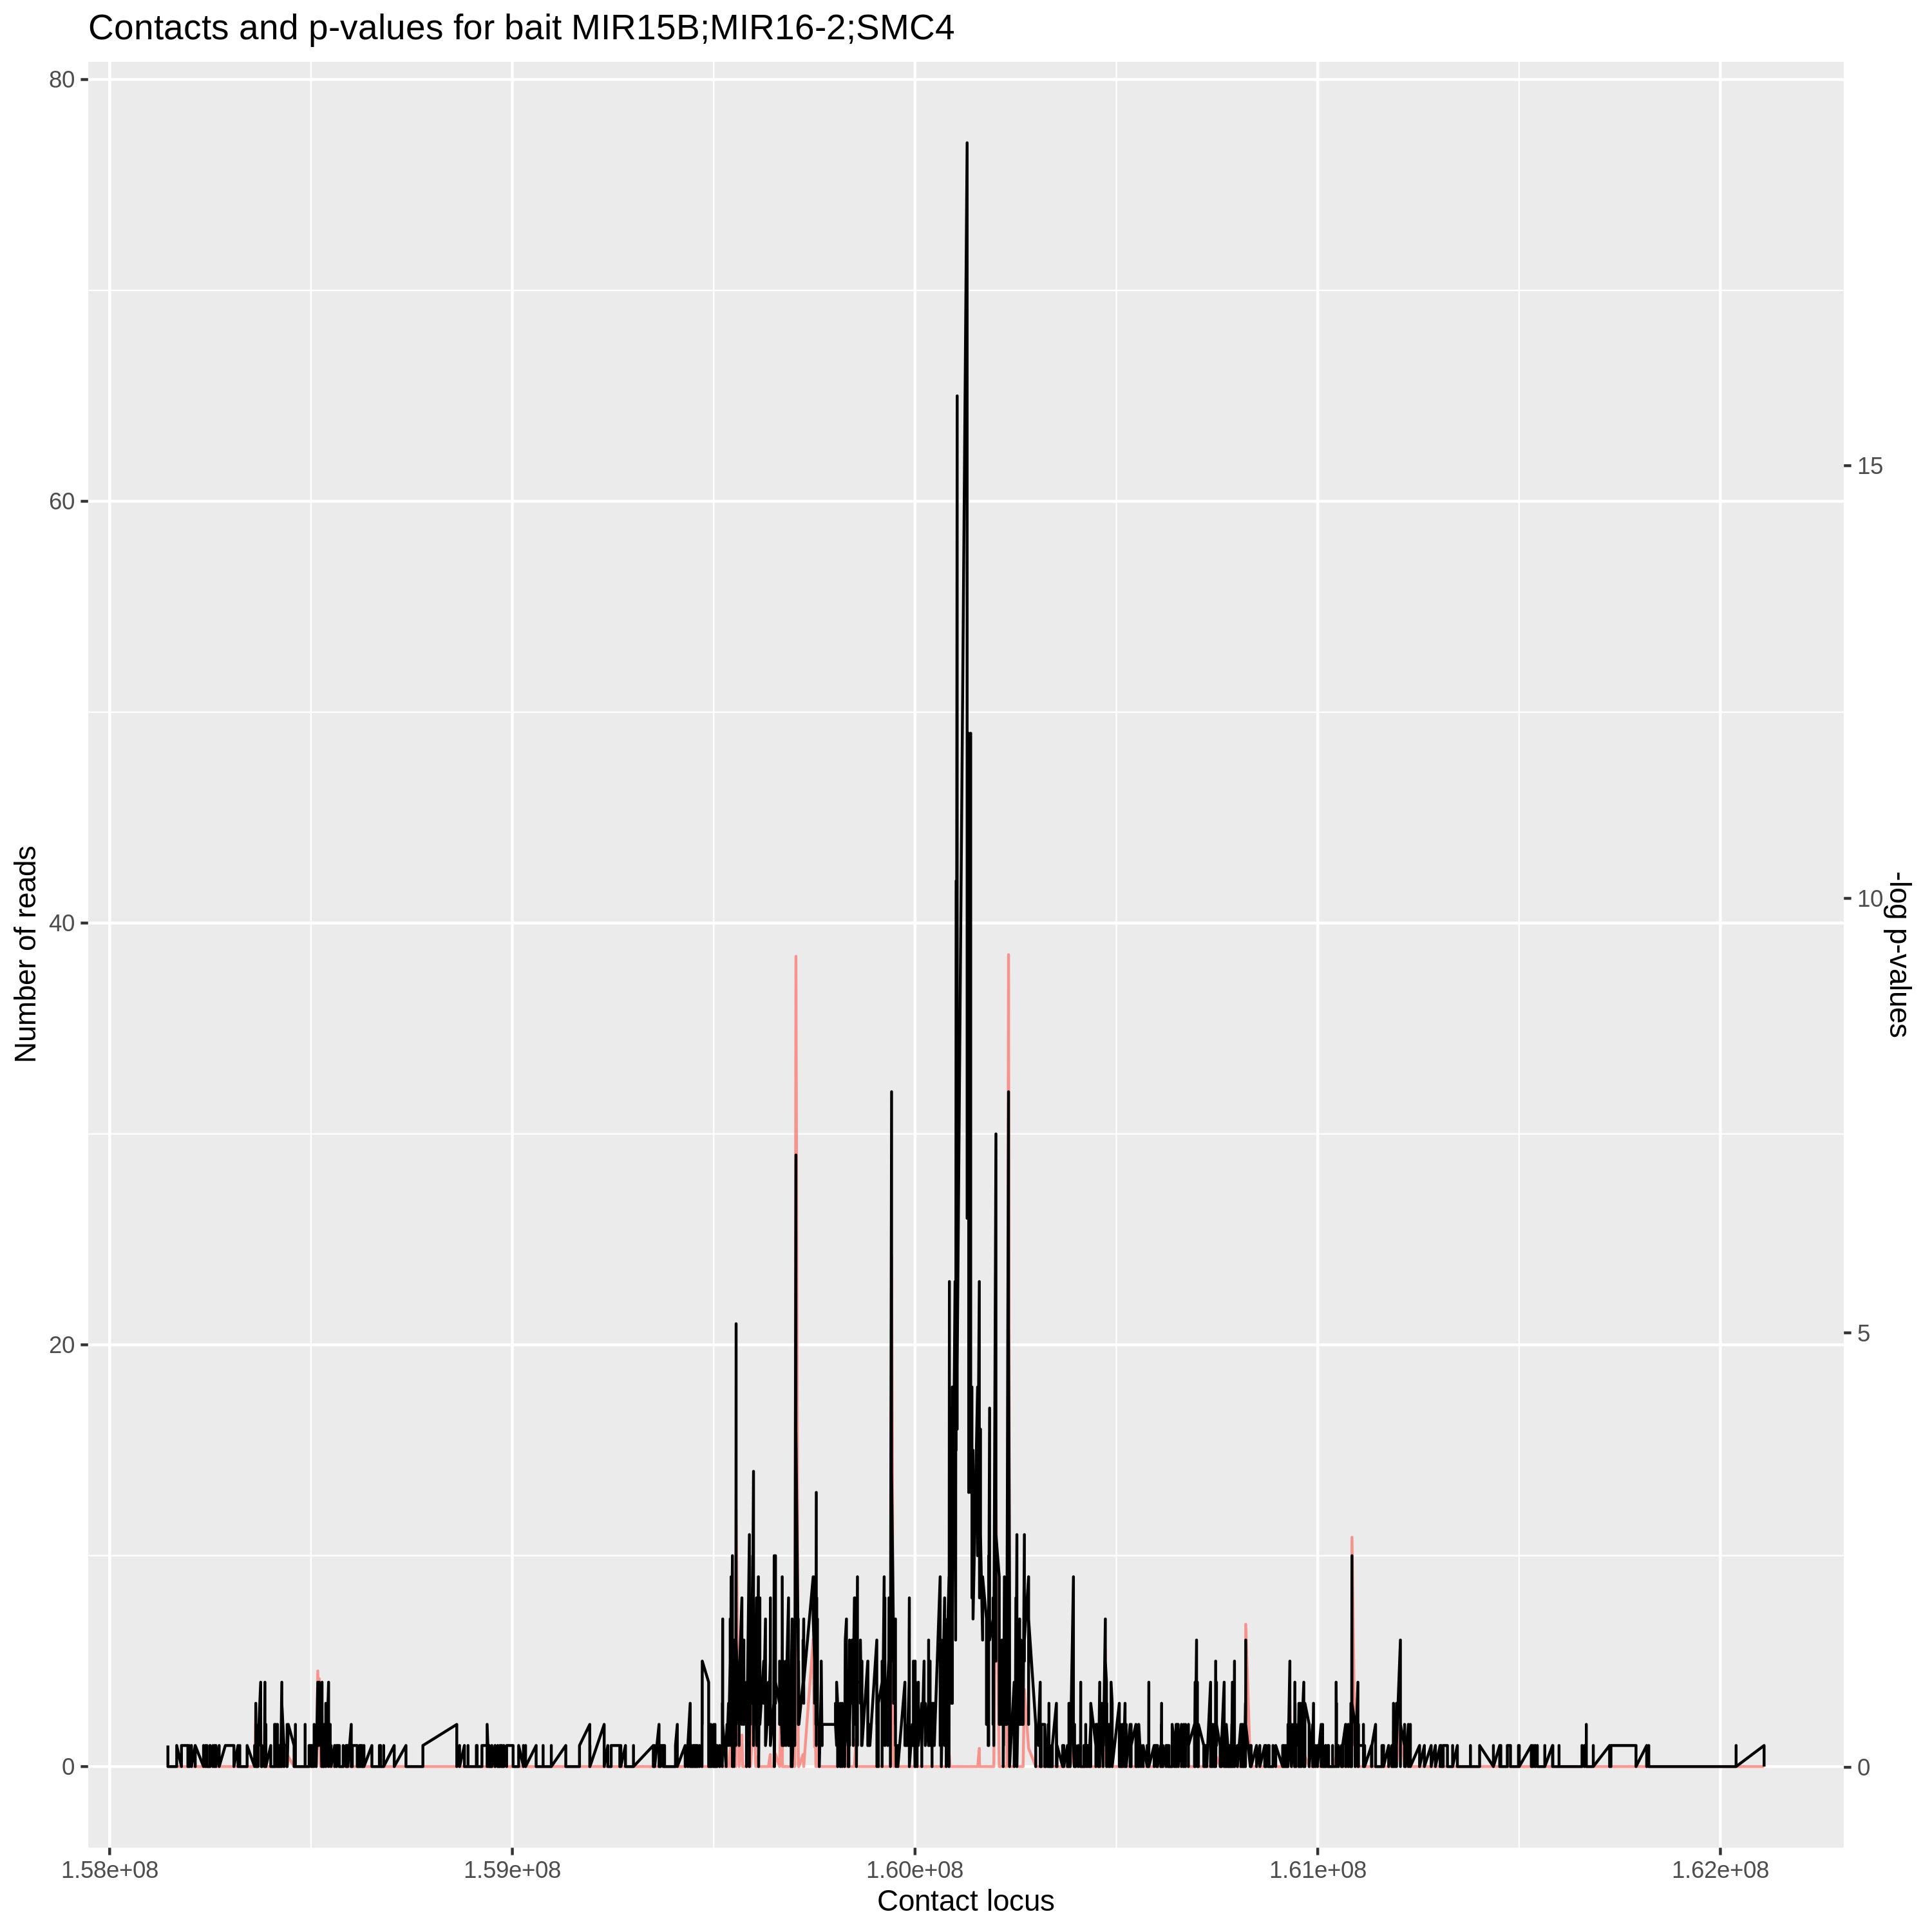 Contacts and p-values for bait MIR15B;MIR16-2;SMC4
80
60
40
20
0
Number of reads
15
10
5
0
-log p-values
1.58e+08
1.59e+08
1.60e+08
1.61e+08
1.62e+08
Contact locus